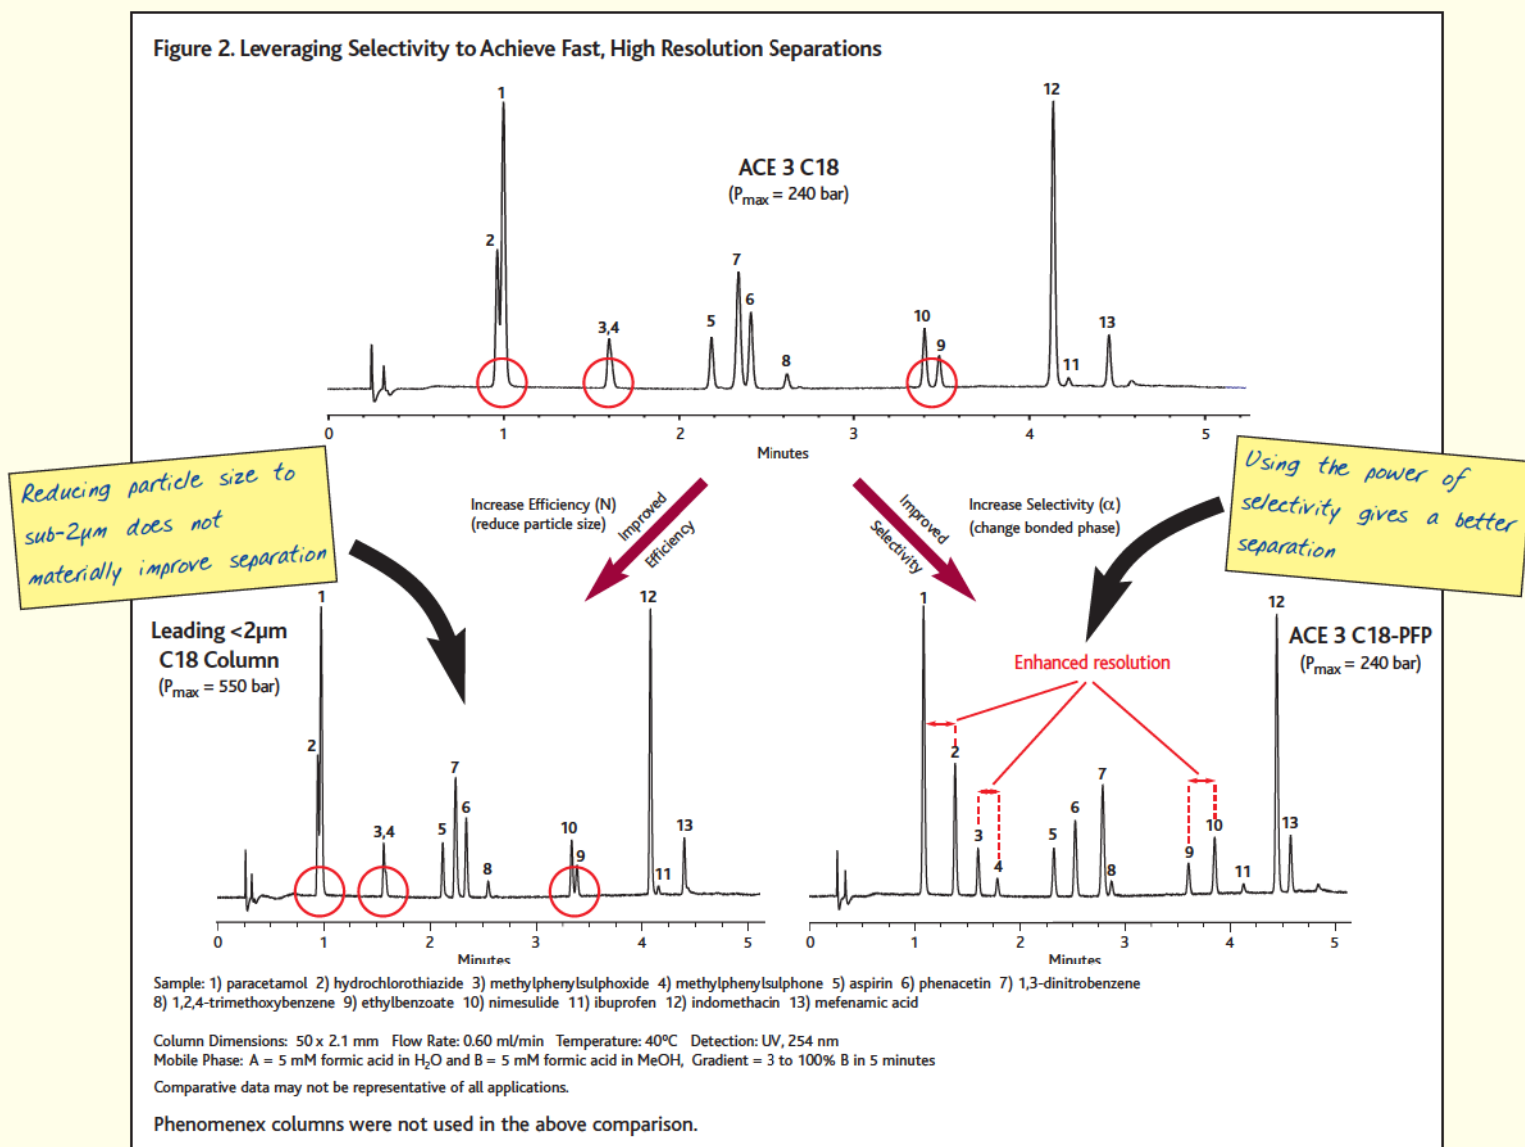 Figure 2. Leveraging Selectivity to Achieve Fast, High Resolution Separations
1
12
ACE 3 C18
(Pmax = 240 bar)
2
7
6
3,4
5
10
13
9
8
11
0
1
2
3
4
5
Minutes
Reducing particle size to
sub-2µm does not
materially improve separation
Increase Efficiency (N)
(reduce particle size)
Improved
Efficiency
Improved
Selectivity
Increase Selectivity (α)
(change bonded phase)
Using the power of
selectivity gives a better
separation
Leading <2µm
C18 Column
(Pmax = 550 bar)
1
12
2
7
6
3,4
5
10
13
9
8
11
0
1
2
3
4
5
Minutes
1
12
ACE 3 C18-PFP
(Pmax = 240 bar)
Enhanced resolution
2
7
6
3
5
10
13
4
8
9
11
0
1
2
3
4
5
Minutes
Sample: 1) paracetamol 2) hydrochlorothiazide 3) methylphenylsulphoxide 4) methylphenylsulphone 5) aspirin 6) phenacetin 7) 1,3-dinitrobenzene
8) 1,2,4-trimethoxybenzene 9) ethylbenzoate 10) nimesulide 11) ibuprofen 12) indomethacin 13) mefenamic acid
Column Dimensions: 50 x 2.1 mm Flow Rate: 0.60 ml/min Temperature: 40ºC Detection: UV, 254 nm
Mobile Phase: A = 5 mM formic acid in H2O and B = 5 mM formic acid in MeOH, Gradient = 3 to 100% B in 5 minutes
Comparative data may not be representative of all applications.
Phenomenex columns were not used in the above comparison.